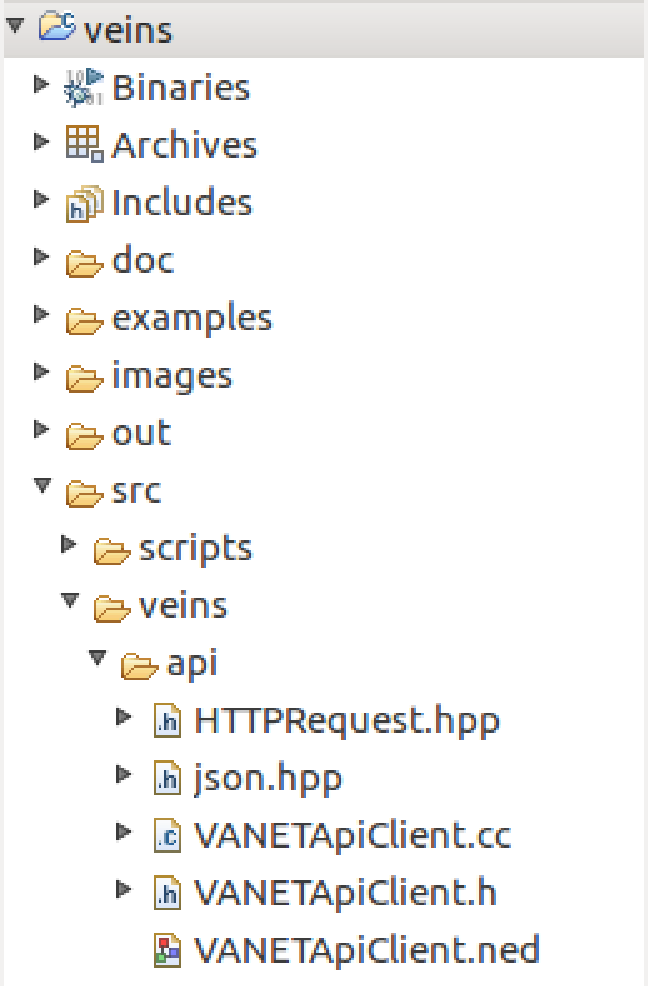 veins
Binaries
Archives
Includes
doc
examples
images
out
src
scripts
veins
api
HTTPRequest.hpp
json.hpp
VANETApiClient.cc
VANETApiClient.h
VANETApiClient.ned